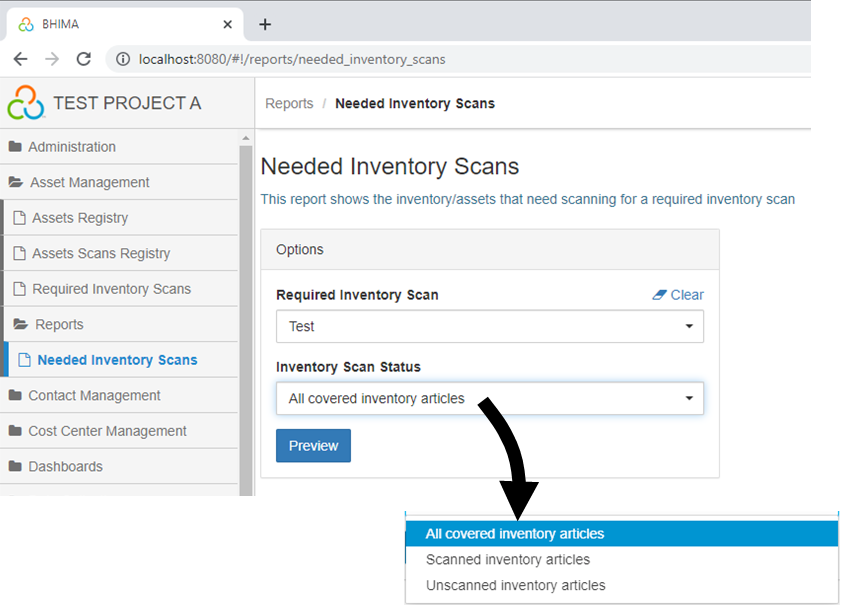 BHIMA
localhost:8080/#!/reports/needed_inventory_scans
TEST PROJECT A
Reports / Needed Inventory Scans
Administration
Asset Management
Assets Registry
Assets Scans Registry
Required Inventory Scans
Reports
Needed Inventory Scans
Contact Management
Cost Center Management
Dashboards
Needed Inventory Scans
This report shows the inventory/assets that need scanning for a required inventory scan
Options
Required Inventory Scan
Clear
Test
Inventory Scan Status
All covered inventory articles
Preview
All covered inventory articles
Scanned inventory articles
Unscanned inventory articles